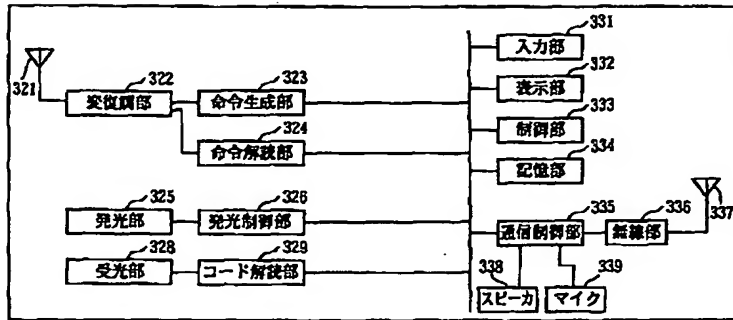 331
入力部
332
表示部
333
制御部
334
記憶部
321
322
変復調部
323
命令生成部
324
命令解読部
325
発光部
326
発光制御部
328
受光部
329
コード解読部
335
通信制御部
336
無線部
337
338
スピーカ
339
マイク